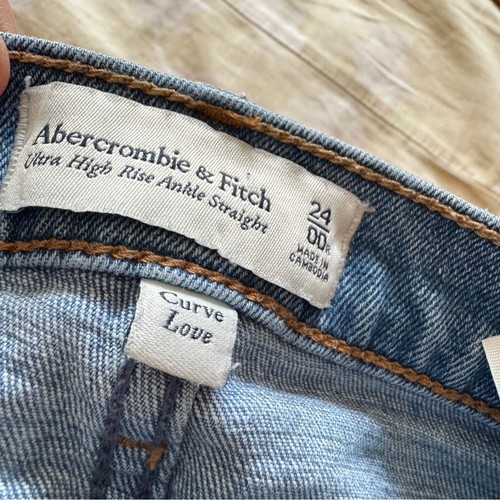 Abercrombie & Fitch
Ultra High Rise Ankle Straight
24
00R
MADE IN
CAMBODIA
Curve
Love